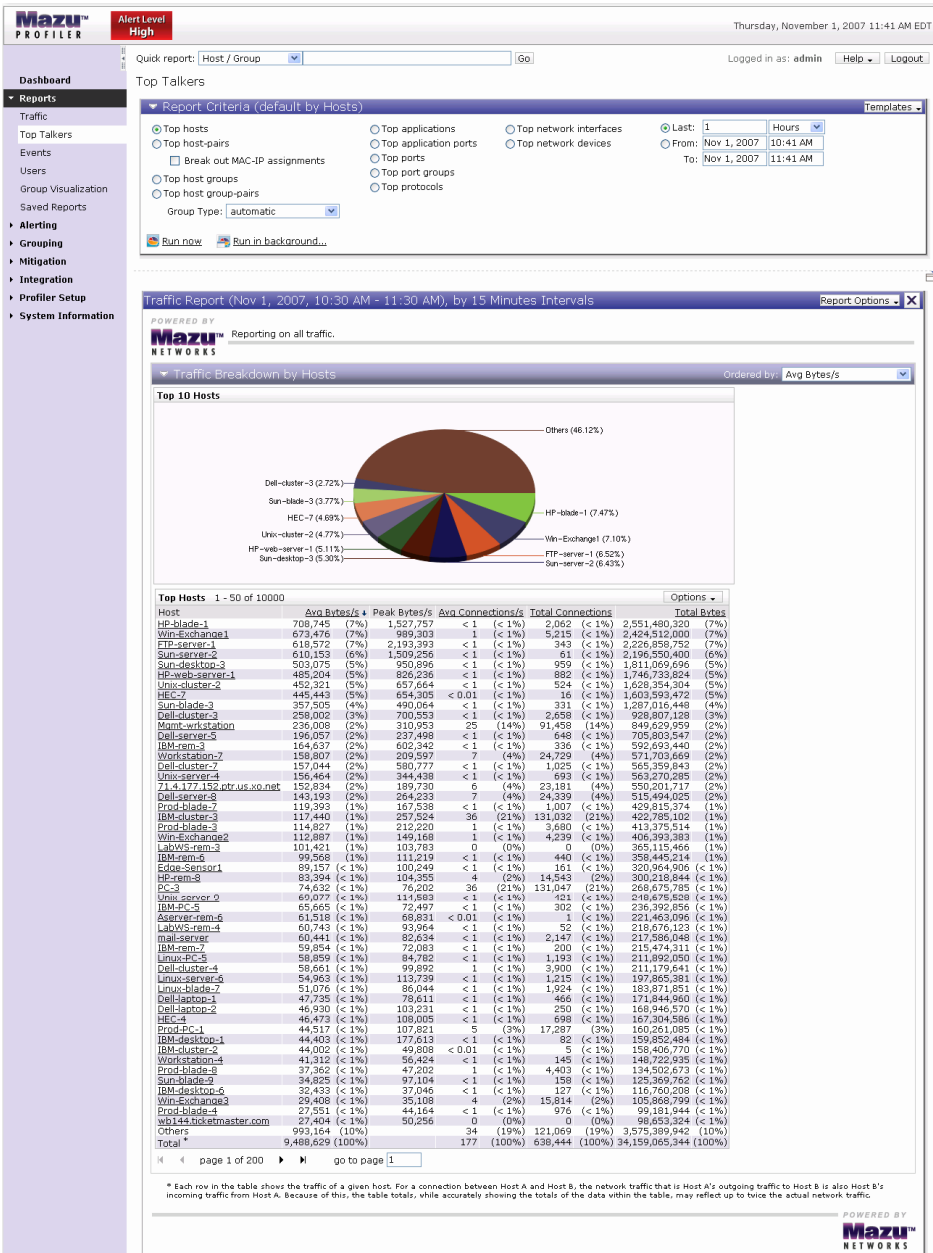 Mazu™
PROFILER
Alert Level
High
Thursday, November 1, 2007 11:41 AM EDT
Quick report: Host / Group Go
Logged in as: admin Help Logout
Dashboard
Reports
Traffic
Top Talkers
Events
Users
Group Visualization
Saved Reports
Alerting
Grouping
Mitigation
Integration
Profiler Setup
System Information
Top Talkers
Report Criteria (default by Hosts) Templates
Top hosts
Top host-pairs
Break out MAC-IP assignments
Top host groups
Top host group-pairs
Group Type: automatic
Top applications
Top application ports
Top ports
Top port groups
Top protocols
Top network interfaces
Top network devices
Last: 1 Hours
From: Nov 1, 2007 10:41 AM
To: Nov 1, 2007 11:41 AM
Run now Run in background...
Traffic Report (Nov 1, 2007, 10:30 AM - 11:30 AM), by 15 Minutes Intervals Report Options X
POWERED BY
Mazu™
NETWORKS
Reporting on all traffic.
Traffic Breakdown by Hosts Ordered by: Avg Bytes/s
Top 10 Hosts
Others (46.12%)
Dell-cluster-3 (2.72%)
Sun-blade-3 (3.77%)
HEC-7 (4.69%)
Unix-cluster-2 (4.77%)
HP-web-server-1 (5.11%)
Sun-desktop-3 (5.30%)
HP-blade-1 (7.47%)
Win-Exchange1 (7.10%)
FTP-server-1 (6.52%)
Sun-server-2 (6.43%)
Top Hosts 1 - 50 of 10000 Options
Host Avg Bytes/s Peak Bytes/s Avg Connections/s Total Connections Total Bytes
HP-blade-1 708,745 (7%) 1,527,757 < 1 (< 1%) 2,062 (< 1%) 2,551,480,320 (7%)
Win-Exchange1 673,476 (7%) 989,303 1 (< 1%) 5,215 (< 1%) 2,424,512,000 (7%)
FTP-server-1 618,572 (7%) 2,193,393 < 1 (< 1%) 343 (< 1%) 2,226,858,752 (7%)
Sun-server-2 610,153 (6%) 1,509,256 < 1 (< 1%) 61 (< 1%) 2,196,550,400 (6%)
Sun-desktop-3 503,075 (5%) 950,896 < 1 (< 1%) 959 (< 1%) 1,811,069,696 (5%)
HP-web-server-1 485,204 (5%) 826,236 < 1 (< 1%) 882 (< 1%) 1,746,733,824 (5%)
Unix-cluster-2 452,321 (5%) 657,664 < 1 (< 1%) 524 (< 1%) 1,628,354,304 (5%)
HEC-7 445,443 (5%) 654,305 < 0.01 (< 1%) 16 (< 1%) 1,603,593,472 (5%)
Sun-blade-3 357,505 (4%) 490,064 < 1 (< 1%) 331 (< 1%) 1,287,016,448 (4%)
Dell-cluster-3 258,002 (3%) 700,553 < 1 (< 1%) 2,658 (< 1%) 928,807,128 (3%)
Mgmt-wrkstation 236,008 (2%) 310,953 25 (14%) 91,458 (14%) 849,629,959 (2%)
Dell-server-5 196,057 (2%) 237,498 < 1 (< 1%) 648 (< 1%) 705,803,547 (2%)
IBM-rem-3 164,637 (2%) 602,342 < 1 (< 1%) 336 (< 1%) 592,693,440 (2%)
Workstation-7 158,807 (2%) 209,597 7 (4%) 24,729 (4%) 571,703,669 (2%)
Dell-cluster-7 157,044 (2%) 580,777 < 1 (< 1%) 1,025 (< 1%) 565,359,843 (2%)
Unix-server-4 156,464 (2%) 344,438 < 1 (< 1%) 693 (< 1%) 563,270,285 (2%)
71.4.177.152.ptr.us.xo.net 152,834 (2%) 189,730 6 (4%) 23,181 (4%) 550,201,717 (2%)
Dell-server-8 143,193 (2%) 264,233 7 (4%) 24,339 (4%) 515,494,025 (2%)
Prod-blade-7 119,393 (1%) 167,538 < 1 (< 1%) 1,007 (< 1%) 429,815,374 (1%)
IBM-cluster-3 117,440 (1%) 257,524 36 (21%) 131,032 (21%) 422,785,102 (1%)
Prod-blade-3 114,827 (1%) 212,220 1 (< 1%) 3,680 (< 1%) 413,375,514 (1%)
Win-Exchange2 112,887 (1%) 149,168 1 (< 1%) 4,239 (< 1%) 406,393,383 (1%)
LabWS-rem-3 101,421 (1%) 103,783 0 (0%) 0 (0%) 365,115,466 (1%)
IBM-rem-6 99,568 (1%) 111,219 < 1 (< 1%) 440 (< 1%) 358,445,214 (1%)
Edge-Sensor1 89,157 (< 1%) 100,249 < 1 (< 1%) 161 (< 1%) 320,964,906 (< 1%)
HP-rem-8 83,394 (< 1%) 104,355 4 (2%) 14,543 (2%) 300,218,844 (< 1%)
PC-3 74,632 (< 1%) 76,202 36 (21%) 131,047 (21%) 268,675,785 (< 1%)
Unix-server-9 69,077 (< 1%) 114,583 < 1 (< 1%) 421 (< 1%) 248,675,528 (< 1%)
IBM-PC-5 65,665 (< 1%) 72,497 < 1 (< 1%) 302 (< 1%) 236,392,856 (< 1%)
Aserver-rem-6 61,518 (< 1%) 68,831 < 0.01 (< 1%) 1 (< 1%) 221,463,096 (< 1%)
LabWS-rem-4 60,743 (< 1%) 93,964 < 1 (< 1%) 52 (< 1%) 218,676,123 (< 1%)
mail-server 60,441 (< 1%) 82,634 < 1 (< 1%) 2,147 (< 1%) 217,586,048 (< 1%)
IBM-rem-7 59,854 (< 1%) 72,083 < 1 (< 1%) 200 (< 1%) 215,474,311 (< 1%)
Linux-PC-5 58,859 (< 1%) 84,782 < 1 (< 1%) 1,193 (< 1%) 211,892,050 (< 1%)
Dell-cluster-4 58,661 (< 1%) 99,892 1 (< 1%) 3,900 (< 1%) 211,179,641 (< 1%)
Linux-server-6 54,963 (< 1%) 113,739 < 1 (< 1%) 1,215 (< 1%) 197,865,381 (< 1%)
Linux-blade-7 51,076 (< 1%) 86,044 < 1 (< 1%) 1,924 (< 1%) 183,871,851 (< 1%)
Dell-laptop-1 47,735 (< 1%) 78,611 < 1 (< 1%) 466 (< 1%) 171,844,960 (< 1%)
Dell-laptop-2 46,930 (< 1%) 103,231 < 1 (< 1%) 250 (< 1%) 168,946,570 (< 1%)
HEC-4 46,473 (< 1%) 108,005 < 1 (< 1%) 698 (< 1%) 167,304,586 (< 1%)
Prod-PC-1 44,517 (< 1%) 107,821 5 (3%) 17,287 (3%) 160,261,085 (< 1%)
IBM-desktop-1 44,403 (< 1%) 177,613 < 1 (< 1%) 82 (< 1%) 159,852,484 (< 1%)
IBM-cluster-2 44,002 (< 1%) 49,808 < 0.01 (< 1%) 5 (< 1%) 158,406,770 (< 1%)
Workstation-4 41,312 (< 1%) 56,424 < 1 (< 1%) 145 (< 1%) 148,722,935 (< 1%)
Prod-blade-8 37,362 (< 1%) 47,202 1 (< 1%) 4,403 (< 1%) 134,502,673 (< 1%)
Sun-blade-9 34,825 (< 1%) 97,104 < 1 (< 1%) 158 (< 1%) 125,369,762 (< 1%)
IBM-desktop-6 32,433 (< 1%) 37,046 < 1 (< 1%) 127 (< 1%) 116,760,208 (< 1%)
Win-Exchange3 29,408 (< 1%) 35,108 4 (2%) 15,814 (2%) 105,868,799 (< 1%)
Prod-blade-4 27,551 (< 1%) 44,164 < 1 (< 1%) 976 (< 1%) 99,181,944 (< 1%)
wb144.ticketmaster.com 27,404 (< 1%) 50,256 0 (0%) 0 (0%) 98,653,324 (< 1%)
Others 993,164 (10%) 34 (19%) 121,069 (19%) 3,575,389,942 (10%)
Total * 9,488,629 (100%) 177 (100%) 638,444 (100%) 34,159,065,344 (100%)
page 1 of 200 go to page 1
* Each row in the table shows the traffic of a given host. For a connection between Host A and Host B, the network traffic that is Host A's outgoing traffic to Host B is also Host B's
incoming traffic from Host A. Because of this, the table totals, while accurately showing the totals of the data within the table, may reflect up to twice the actual network traffic.
POWERED BY
Mazu™
NETWORKS